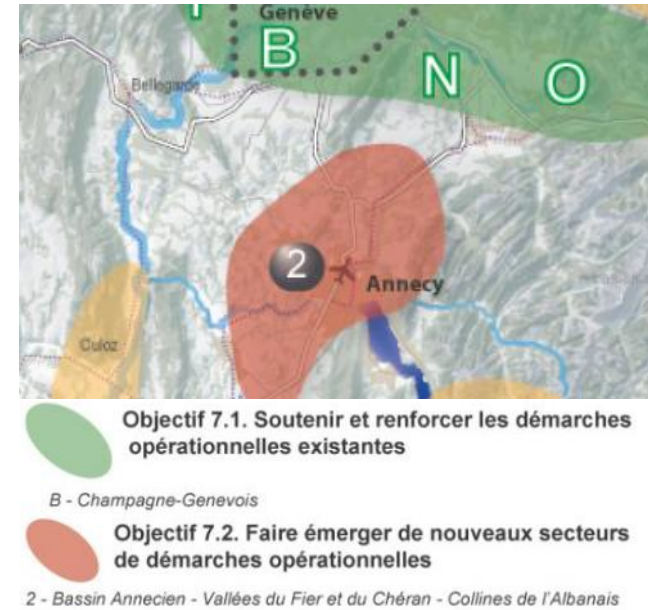 Genève
B
N
O
Bellegarde
2
Annecy
Culoz
Objectif 7.1. Soutenir et renforcer les démarches
opérationnelles existantes
B - Champagne-Genevois
Objectif 7.2. Faire émerger de nouveaux secteurs
de démarches opérationnelles
2 - Bassin Annecien - Vallées du Fier et du Chéran - Collines de l'Albanais